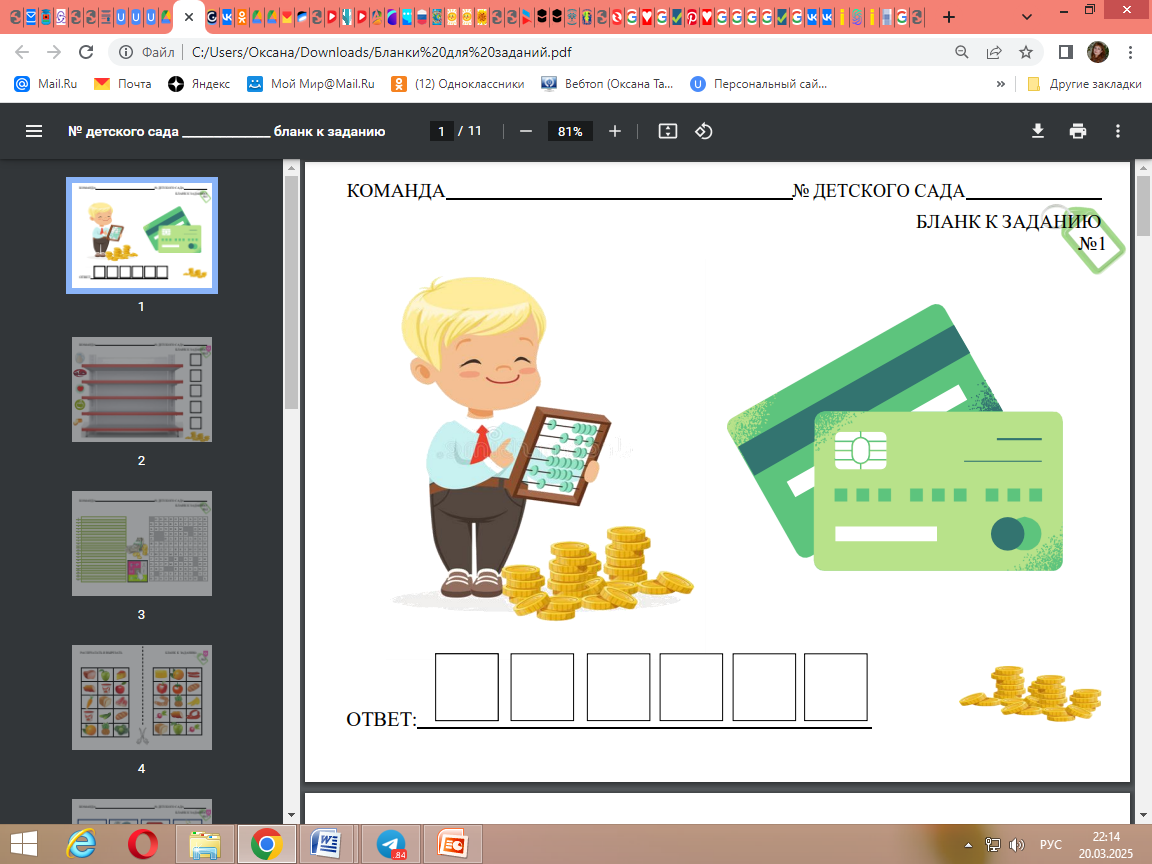 Файл
C:/Users/Оксана/Downloads/Бланки%20для%20заданий.pdf
Mail.Ru
Почта
Яндекс
Мой Мир@Mail.Ru
(12) Одноклассники
Вебтоп (Оксана Та...
Персональный сай...
»
Другие закладки
№ детского сада _____________ бланк к заданию
1 / 11
81%
КОМАНДА___________________________________№ ДЕТСКОГО САДА______________
БЛАНК К ЗАДАНИЮ
№1
ОТВЕТ:
1
2
3
4
.84
РУС
22:14
20.03.2025